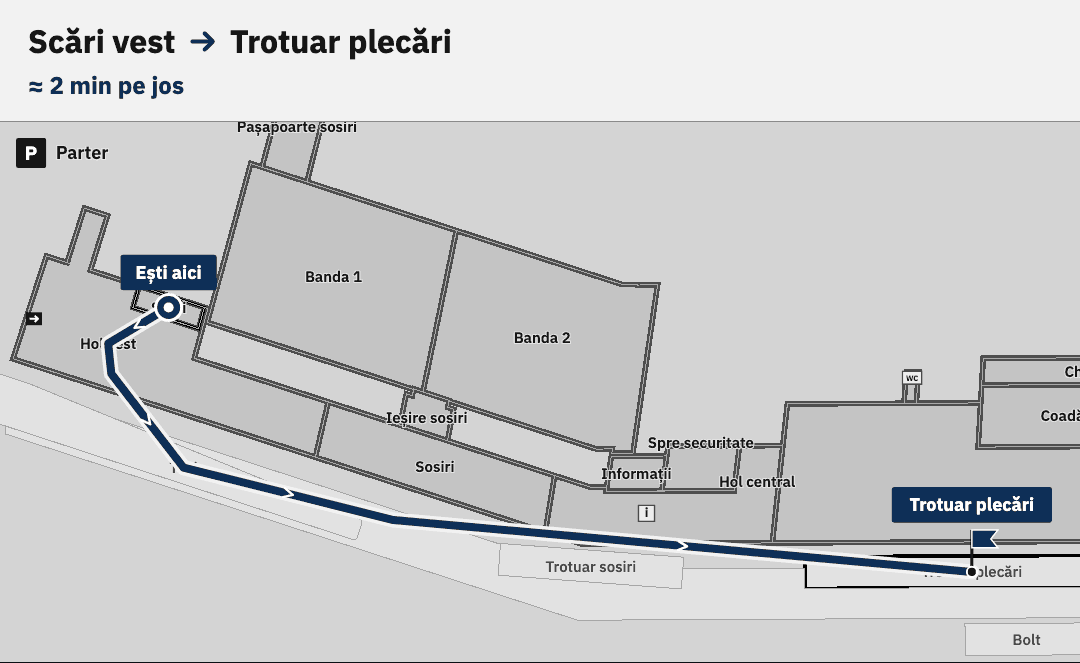 Scări vest → Trotuar plecări
≈ 2 min pe jos
P Parter
Pașapoarte sosiri
Ești aici
Banda 1
Banda 2
Ieșire sosiri
Sosiri
Spre securitate
Informații
Hol central
i
wc
Trotuar plecări
Trotuar sosiri
plecări
Bolt